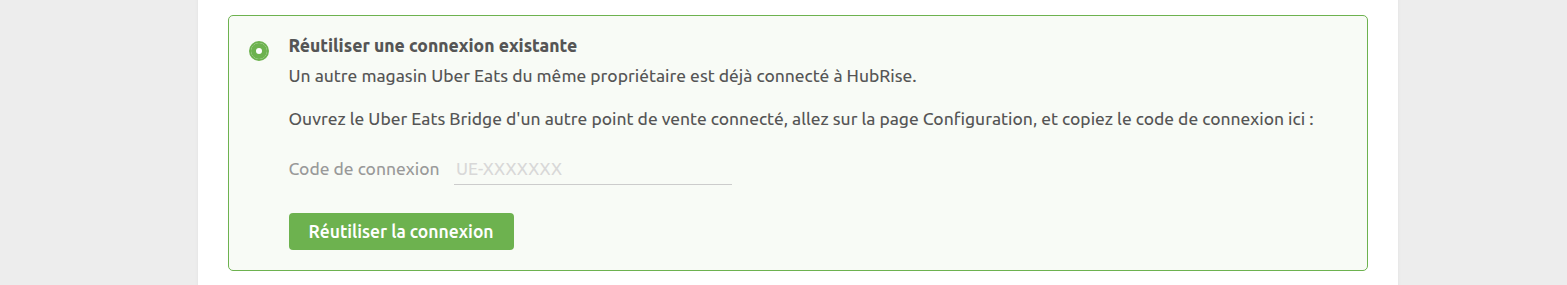 Réutiliser une connexion existante
Un autre magasin Uber Eats du même propriétaire est déjà connecté à HubRise.
Ouvrez le Uber Eats Bridge d'un autre point de vente connecté, allez sur la page Configuration, et copiez le code de connexion ici :
Code de connexion UE-XXXXXXX
Réutiliser la connexion